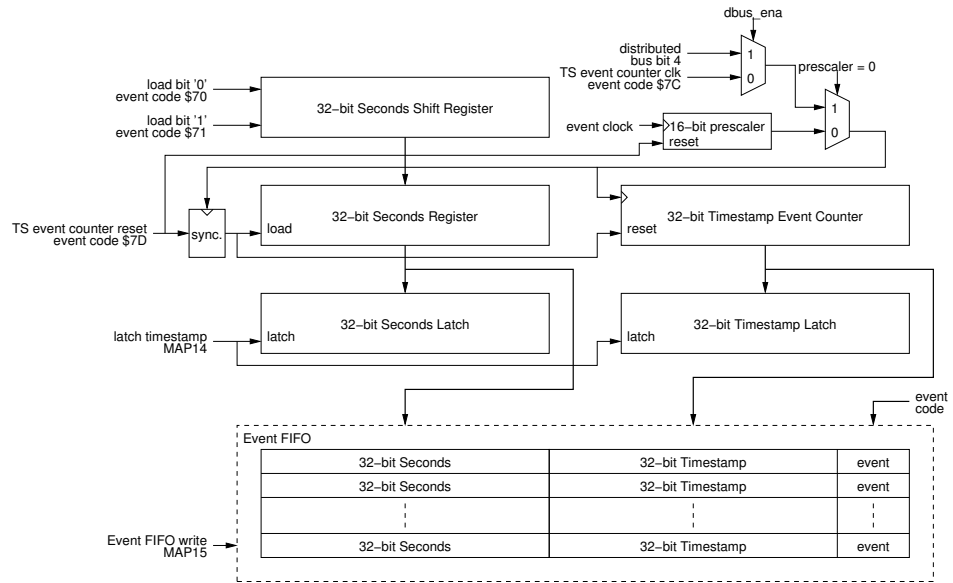 dbus_ena
distributed
bus bit 4
1
TS event counter clk
event code $7C
0
prescaler = 0
load bit '0'
event code $70
32−bit Seconds Shift Register
1
load bit '1'
event code $71
event clock
16−bit prescaler
reset
0
32−bit Seconds Register
load
32−bit Timestamp Event Counter
reset
TS event counter reset
event code $7D
sync.
32−bit Seconds Latch
latch
32−bit Timestamp Latch
latch
latch timestamp
MAP14
event
code
Event FIFO
32−bit Seconds 32−bit Timestamp event
32−bit Seconds 32−bit Timestamp event
Event FIFO write
MAP15
32−bit Seconds 32−bit Timestamp event